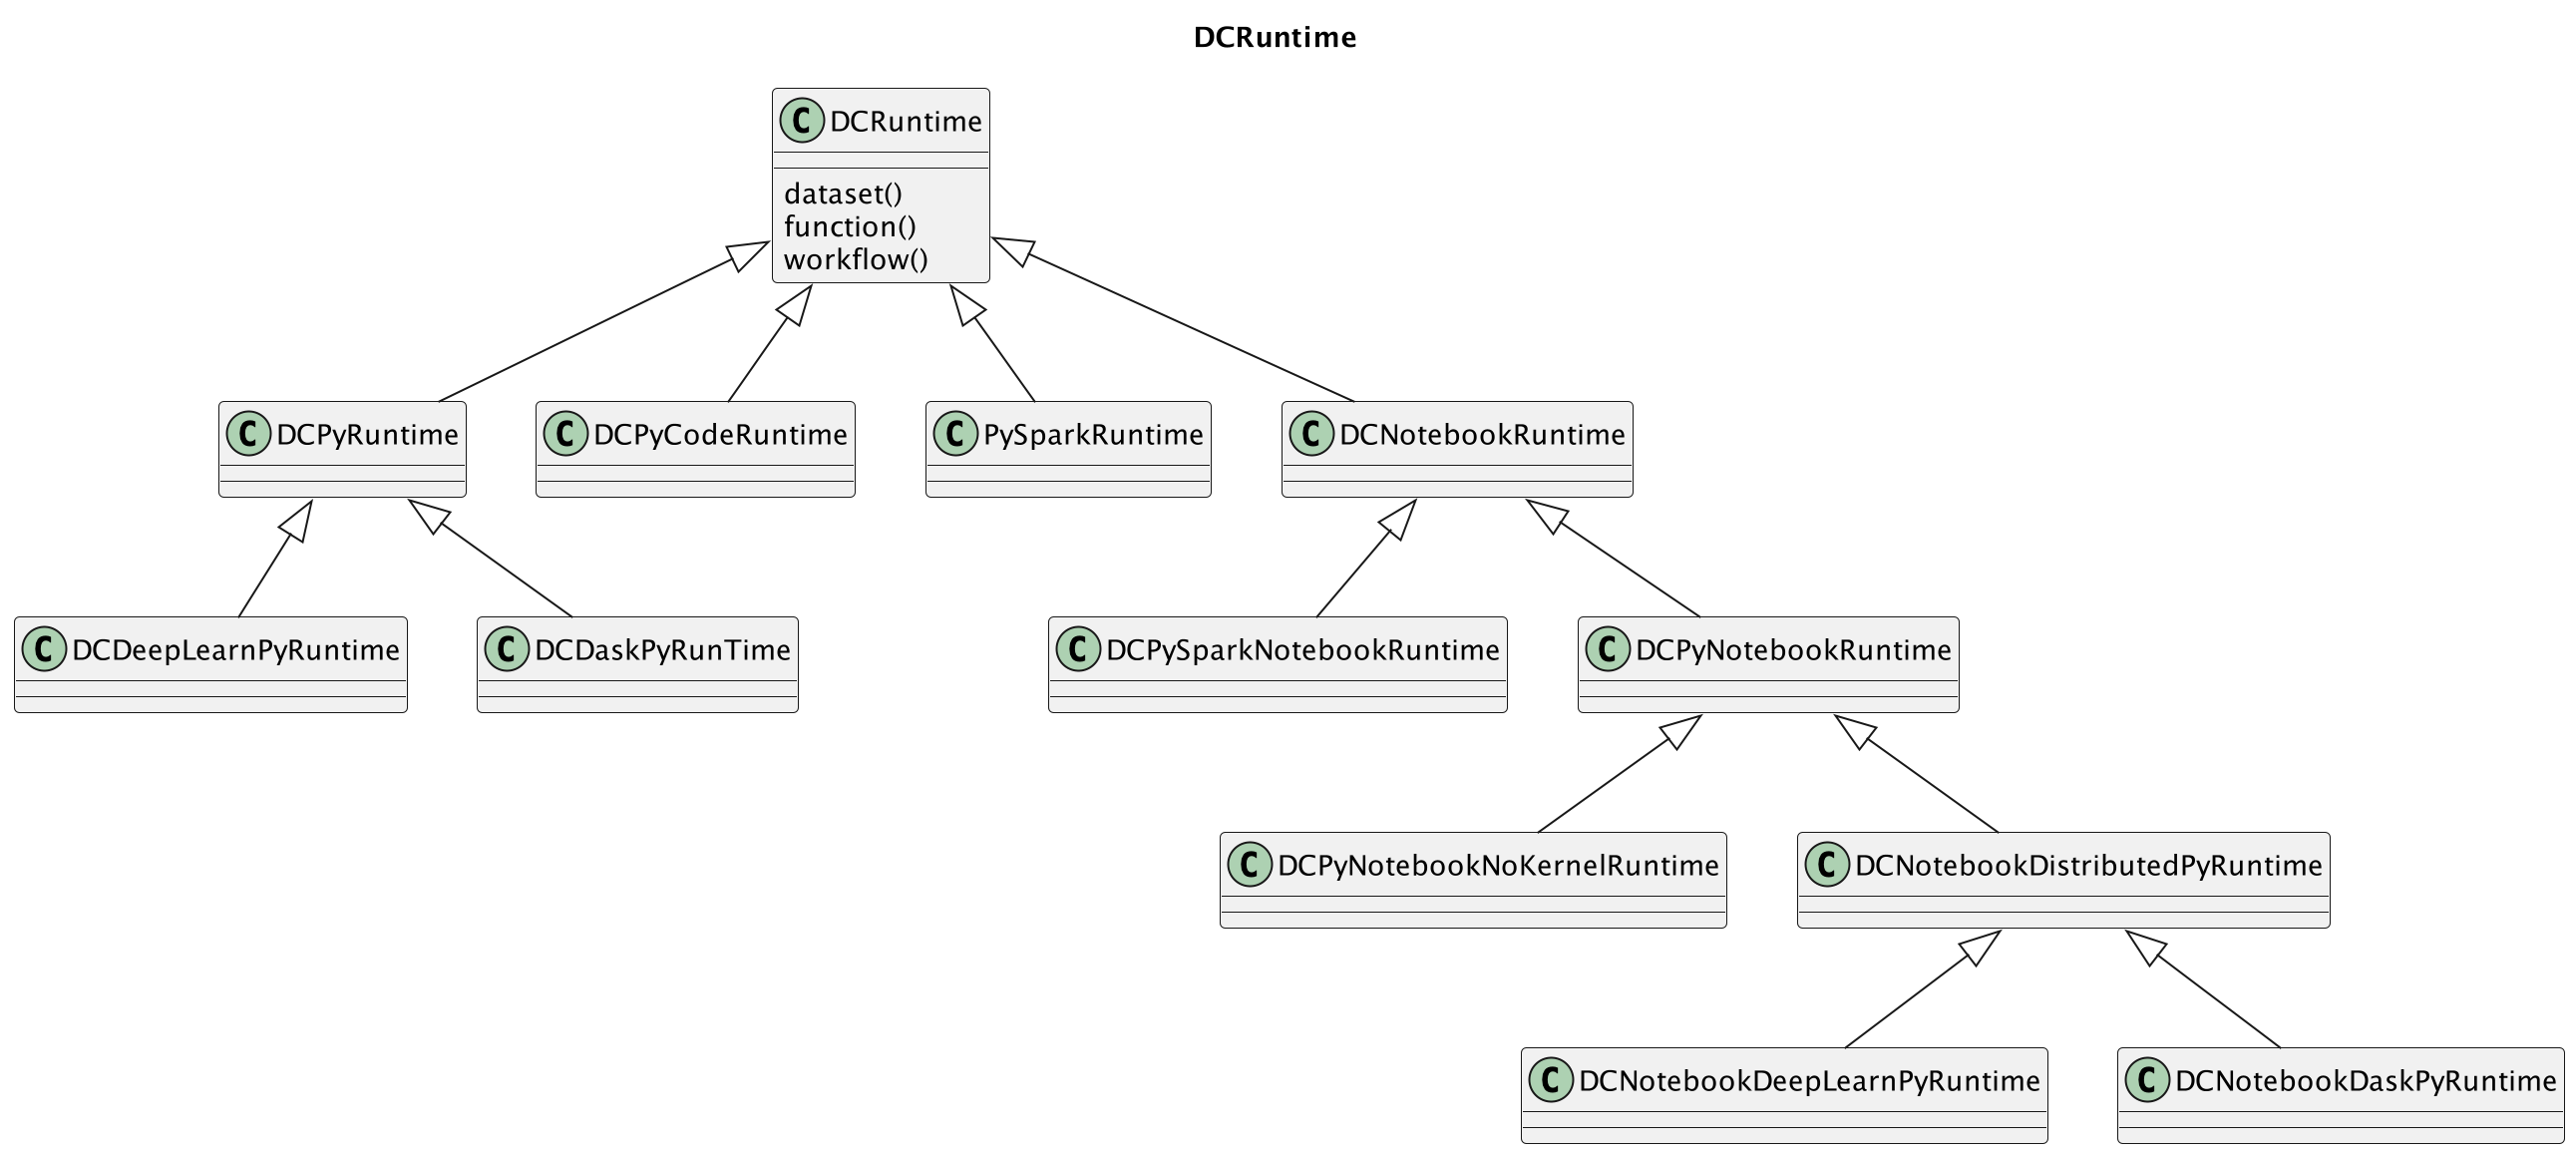 DCRuntime
C DCRuntime
dataset()
function()
workflow()
C DCPyRuntime
C DCPyCodeRuntime
C PySparkRuntime
C DCNotebookRuntime
C DCDeepLearnPyRuntime
C DCDaskPyRunTime
C DCPySparkNotebookRuntime
C DCPyNotebookRuntime
C DCPyNotebookNoKernelRuntime
C DCNotebookDistributedPyRuntime
C DCNotebookDeepLearnPyRuntime
C DCNotebookDaskPyRuntime